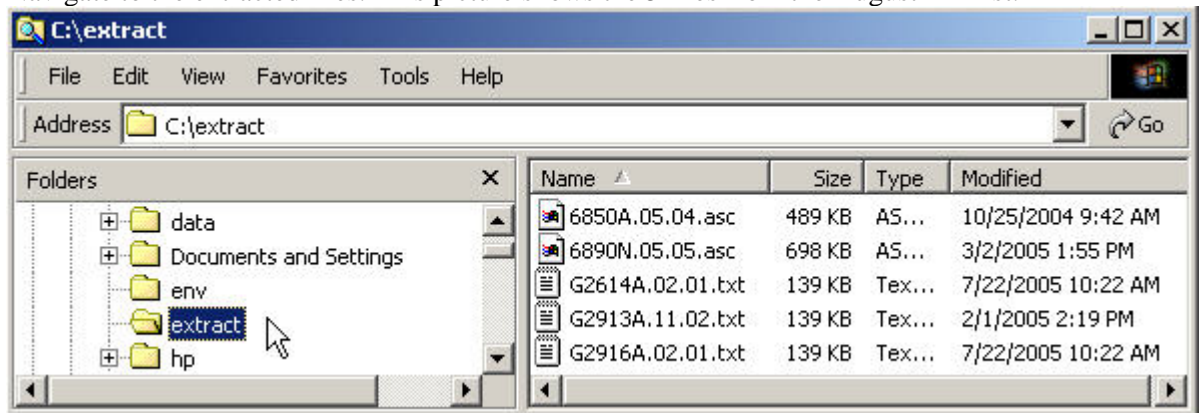 C:\extract
File Edit View Favorites Tools Help
Address C:\extract Go
Folders
data
Documents and Settings
env
extract
hp
Name Size Type Modified
6850A.05.04.asc 489 KB AS... 10/25/2004 9:42 AM
6890N.05.05.asc 698 KB AS... 3/2/2005 1:55 PM
G2614A.02.01.txt 139 KB Tex... 7/22/2005 10:22 AM
G2913A.11.02.txt 139 KB Tex... 2/1/2005 2:19 PM
G2916A.02.01.txt 139 KB Tex... 7/22/2005 10:22 AM